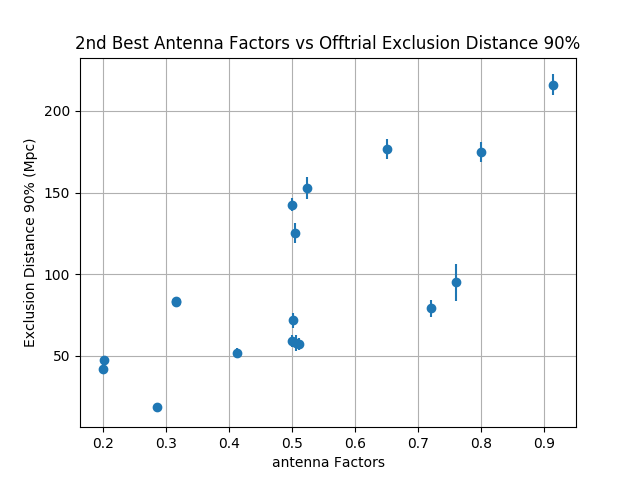 2nd Best Antenna Factors vs Offtrial Exclusion Distance 90%
Exclusion Distance 90% (Mpc)
200
150
100
50
0.2 0.3 0.4 0.5 0.6 0.7 0.8 0.9
antenna Factors